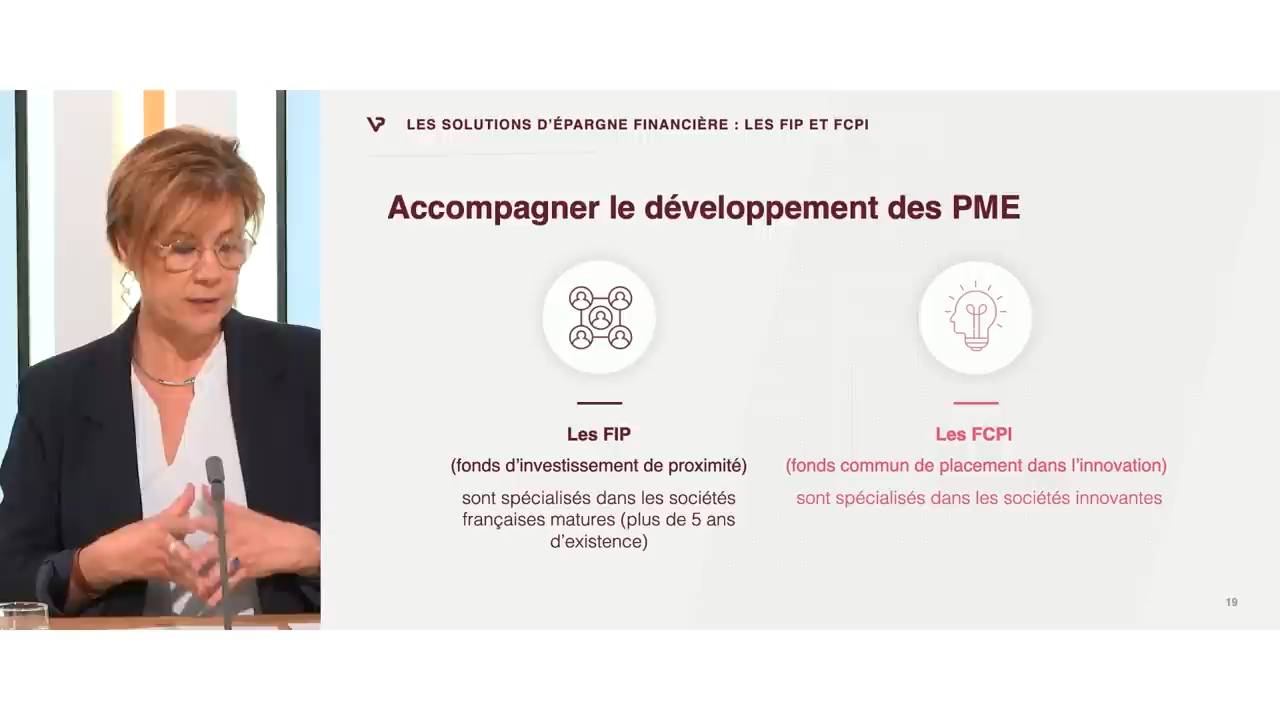 LES SOLUTIONS D'ÉPARGNE FINANCIÈRE : LES FIP ET FCPI
Accompagner le développement des PME
Les FIP
(fonds d'investissement de proximité)
sont spécialisés dans les sociétés
françaises matures (plus de 5 ans
d'existence)
Les FCPI
(fonds commun de placement dans l'innovation)
sont spécialisés dans les sociétés innovantes
19